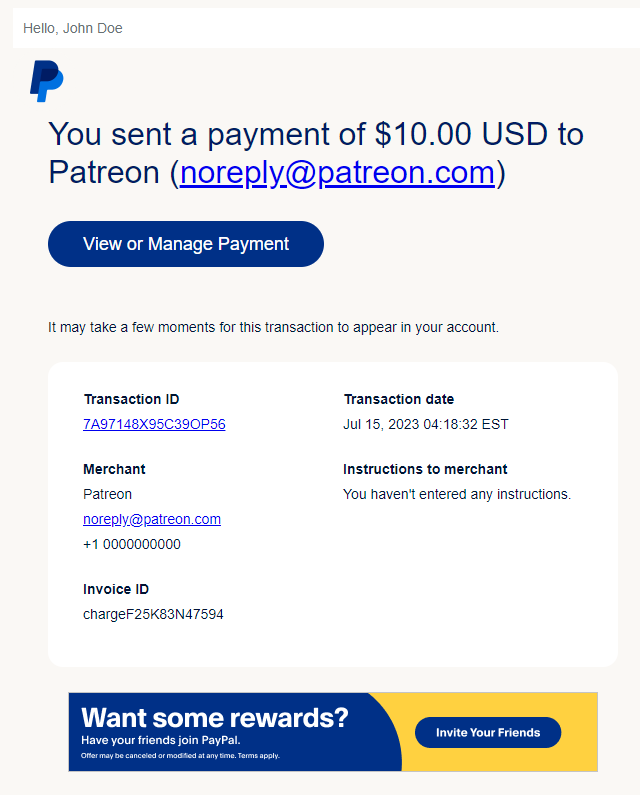 Hello, John Doe
You sent a payment of $10.00 USD to
Patreon (noreply@patreon.com)
View or Manage Payment
It may take a few moments for this transaction to appear in your account.
Transaction ID
7A97148X95C39OP56
Transaction date
Jul 15, 2023 04:18:32 EST
Merchant
Patreon
noreply@patreon.com
+1 0000000000
Instructions to merchant
You haven't entered any instructions.
Invoice ID
chargeF25K83N47594
Want some rewards?
Have your friends join PayPal.
Offer may be canceled or modified at any time. Terms apply.
Invite Your Friends